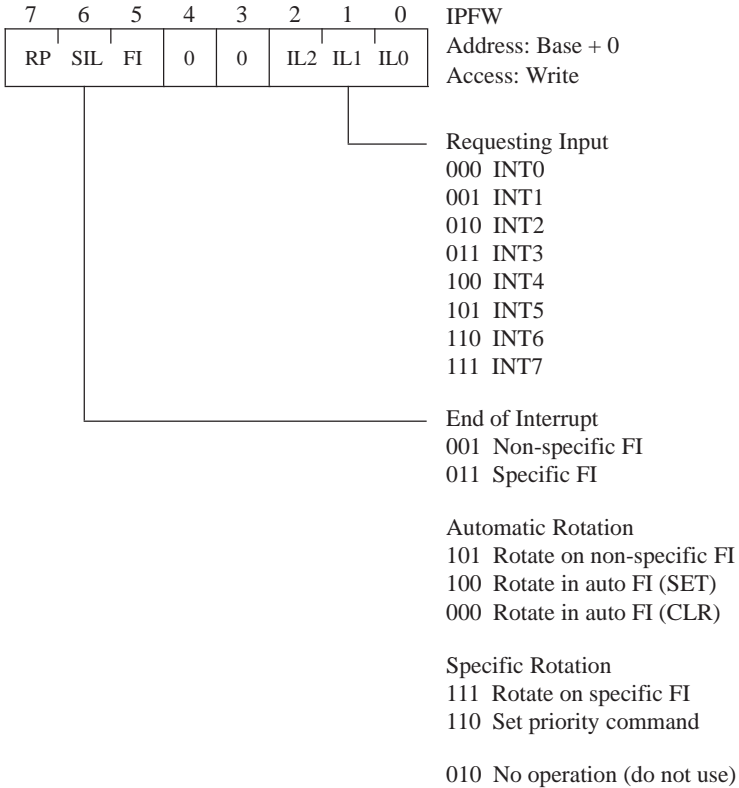 7 6 5 4 3 2 1 0 IPFW
Address: Base + 0
RP SIL FI 0 0 IL2 IL1 IL0
Access: Write
Requesting Input
000 INT0
001 INT1
010 INT2
011 INT3
100 INT4
101 INT5
110 INT6
111 INT7
End of Interrupt
001 Non-specific FI
011 Specific FI
Automatic Rotation
101 Rotate on non-specific FI
100 Rotate in auto FI (SET)
000 Rotate in auto FI (CLR)
Specific Rotation
111 Rotate on specific FI
110 Set priority command
010 No operation (do not use)